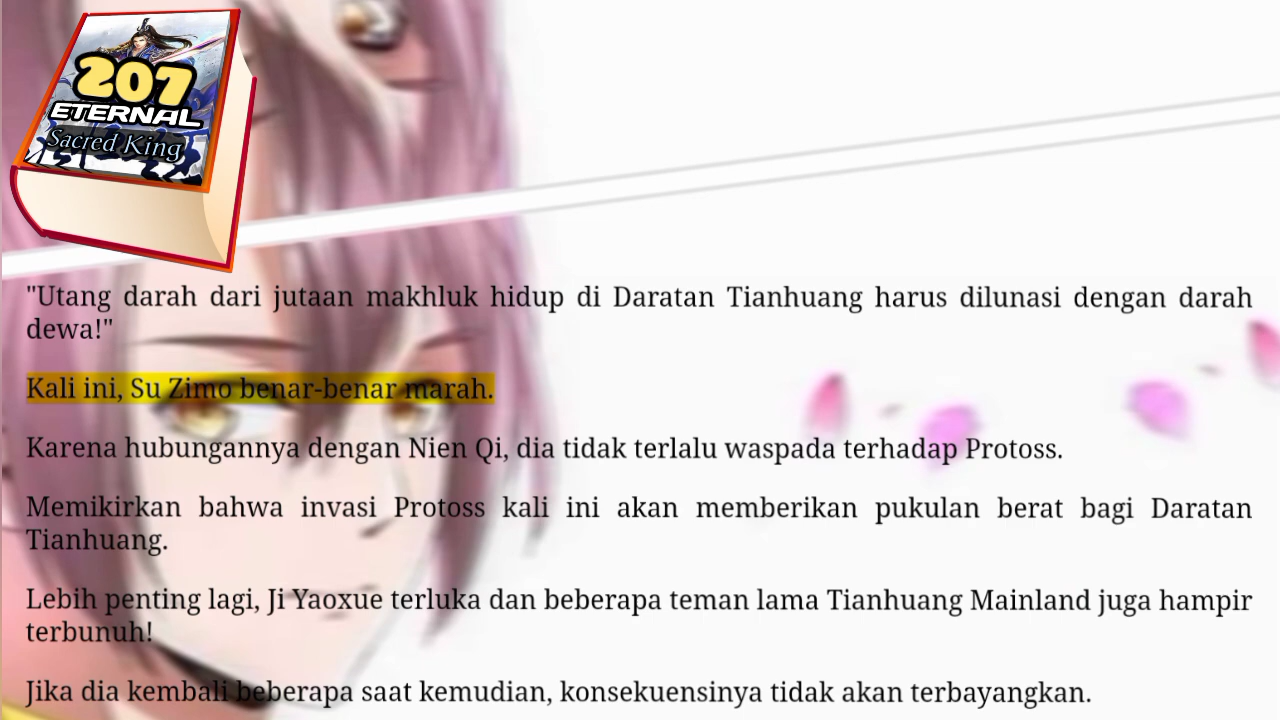 207
ETERNAL
Sacred King
"Utang darah dari jutaan makhluk hidup di Daratan Tianhuang harus dilunasi dengan darah
dewa!"
Kali ini, Su Zimo benar-benar marah.
Karena hubungannya dengan Nien Qi, dia tidak terlalu waspada terhadap Protoss.
Memikirkan bahwa invasi Protoss kali ini akan memberikan pukulan berat bagi Daratan
Tianhuang.
Lebih penting lagi, Ji Yaoxue terluka dan beberapa teman lama Tianhuang Mainland juga hampir
terbunuh!
Jika dia kembali beberapa saat kemudian, konsekuensinya tidak akan terbayangkan.